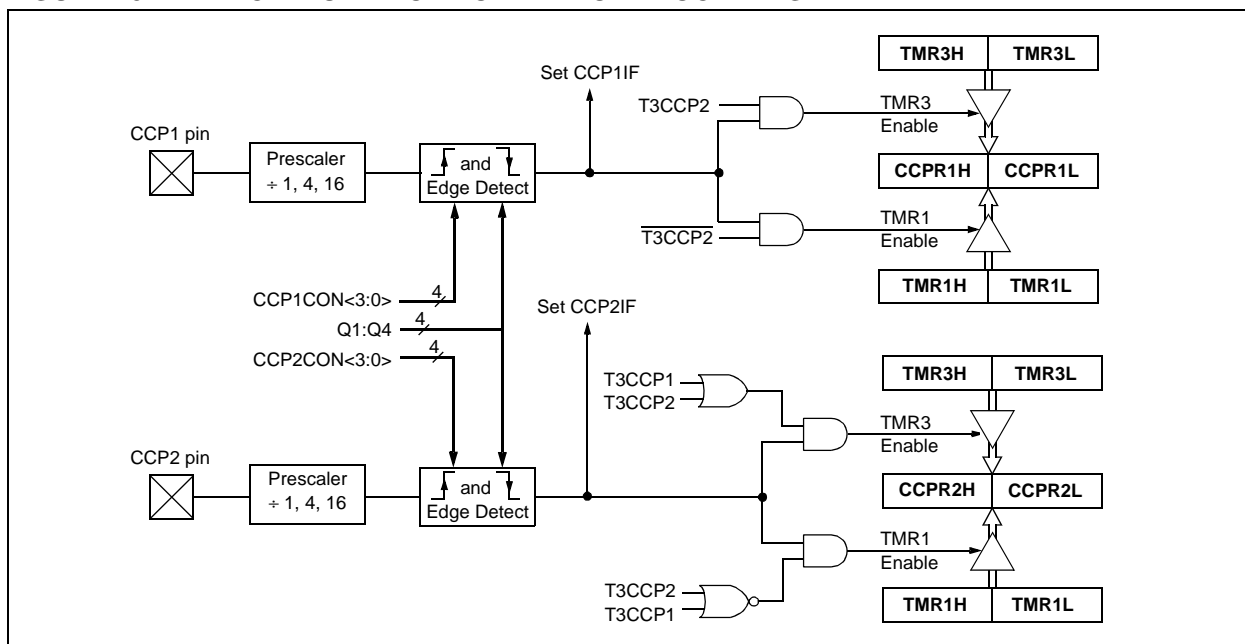 TMR3H TMR3L
Set CCP1IF
T3CCP2
TMR3
Enable
CCP1 pin
Prescaler
÷ 1, 4, 16
and
Edge Detect
CCPR1H CCPR1L
T3CCP2
TMR1
Enable
TMR1H TMR1L
CCP1CON<3:0> 4
Q1:Q4 4
CCP2CON<3:0> 4
Set CCP2IF
TMR3H TMR3L
T3CCP1
T3CCP2
TMR3
Enable
CCP2 pin
Prescaler
÷ 1, 4, 16
and
Edge Detect
CCPR2H CCPR2L
TMR1
Enable
T3CCP2
T3CCP1
TMR1H TMR1L